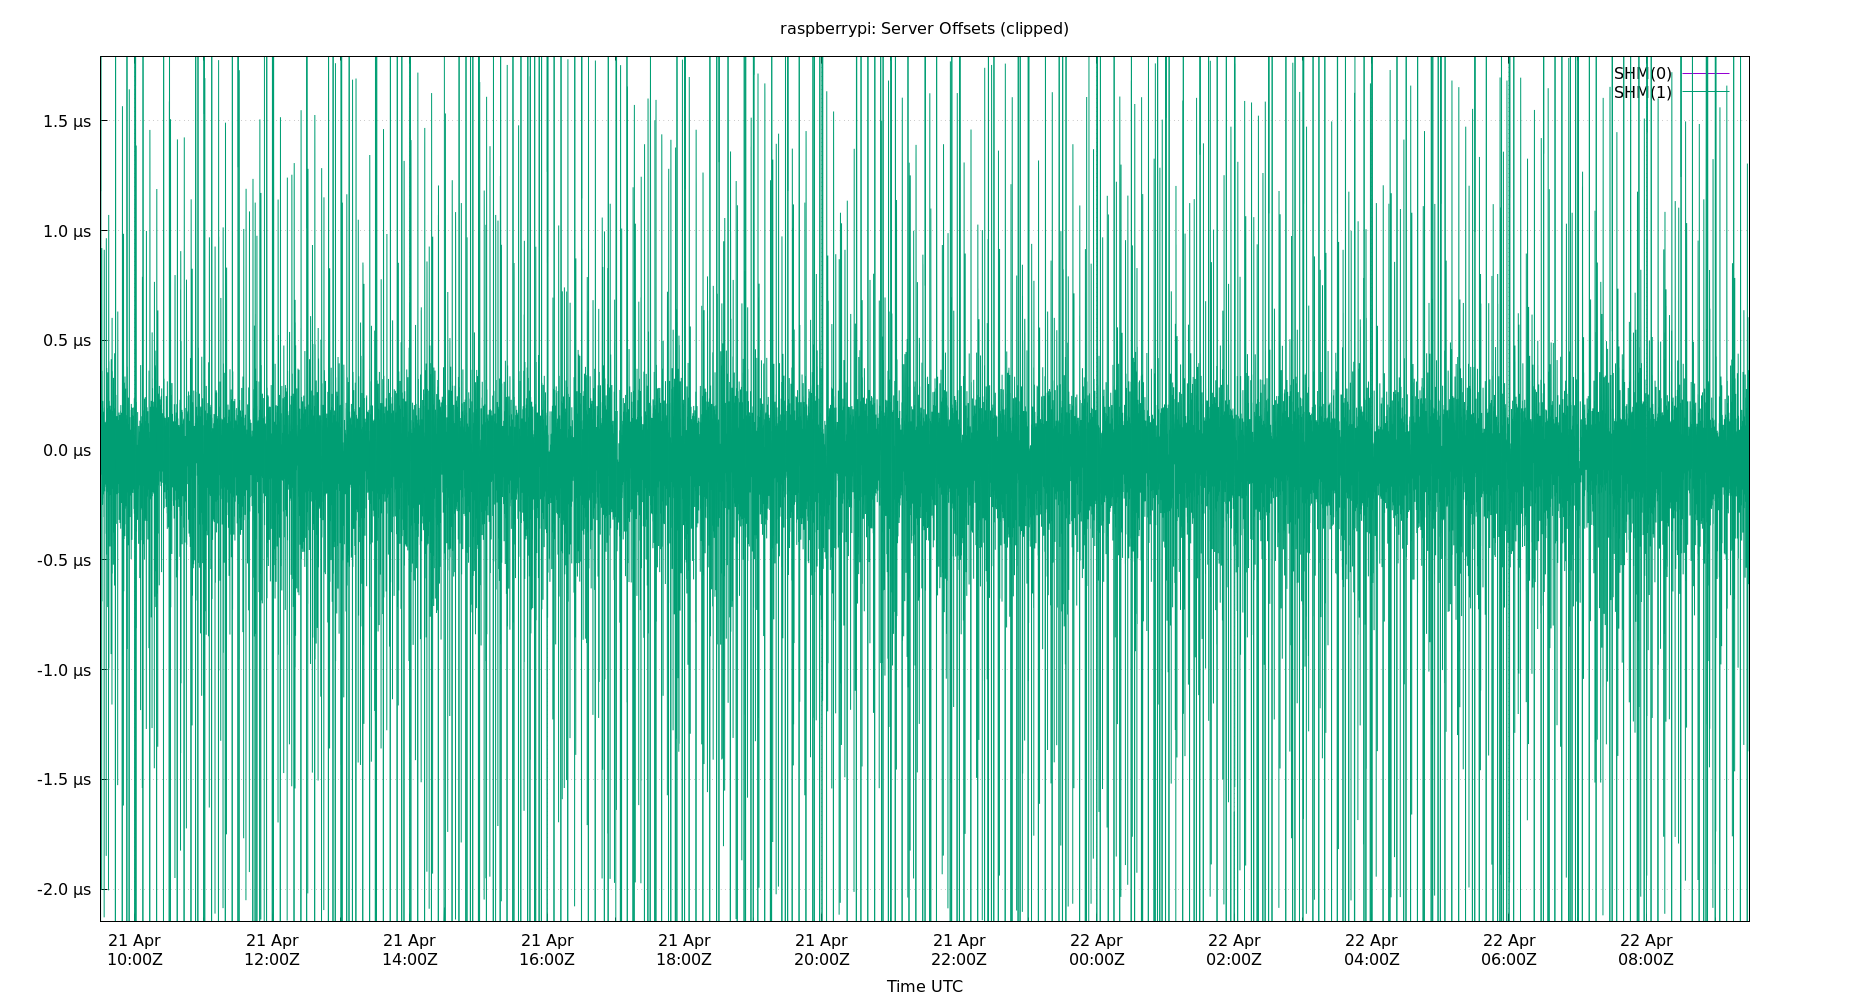 raspberrypi: Server Offsets (clipped)
SHM(0)
SHM(1)
1.5 µs
1.0 µs
0.5 µs
0.0 µs
-0.5 µs
-1.0 µs
-1.5 µs
-2.0 µs
21 Apr 21 Apr 21 Apr 21 Apr 21 Apr 21 Apr 21 Apr 22 Apr 22 Apr 22 Apr 22 Apr 22 Apr
10:00Z 12:00Z 14:00Z 16:00Z 18:00Z 20:00Z 22:00Z 00:00Z 02:00Z 04:00Z 06:00Z 08:00Z
Time UTC